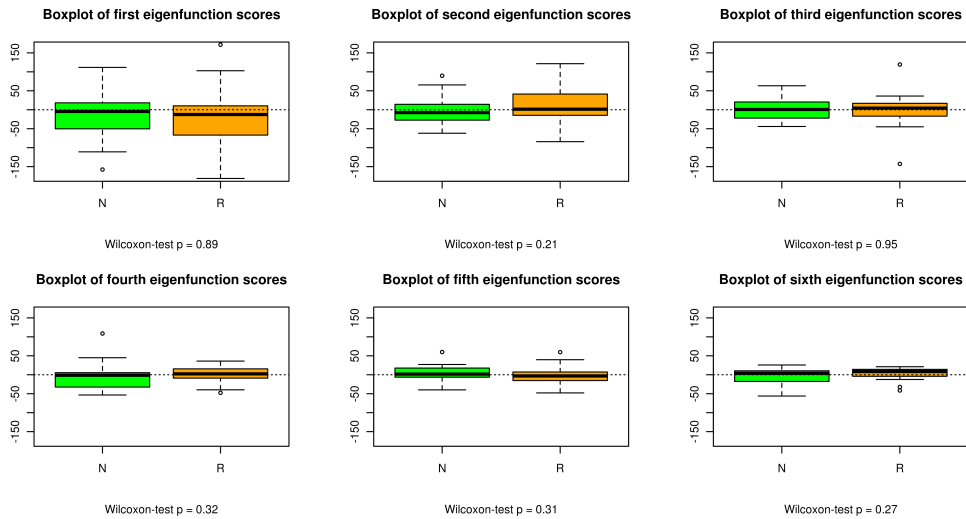 Boxplot of first eigenfunction scores
150
50
-50
-150
N R
Wilcoxon-test p = 0.89
Boxplot of second eigenfunction scores
150
50
-50
-150
N R
Wilcoxon-test p = 0.21
Boxplot of third eigenfunction scores
150
50
-50
-150
N R
Wilcoxon-test p = 0.95
Boxplot of fourth eigenfunction scores
150
50
-50
-150
N R
Wilcoxon-test p = 0.32
Boxplot of fifth eigenfunction scores
150
50
-50
-150
N R
Wilcoxon-test p = 0.31
Boxplot of sixth eigenfunction scores
150
50
-50
-150
N R
Wilcoxon-test p = 0.27